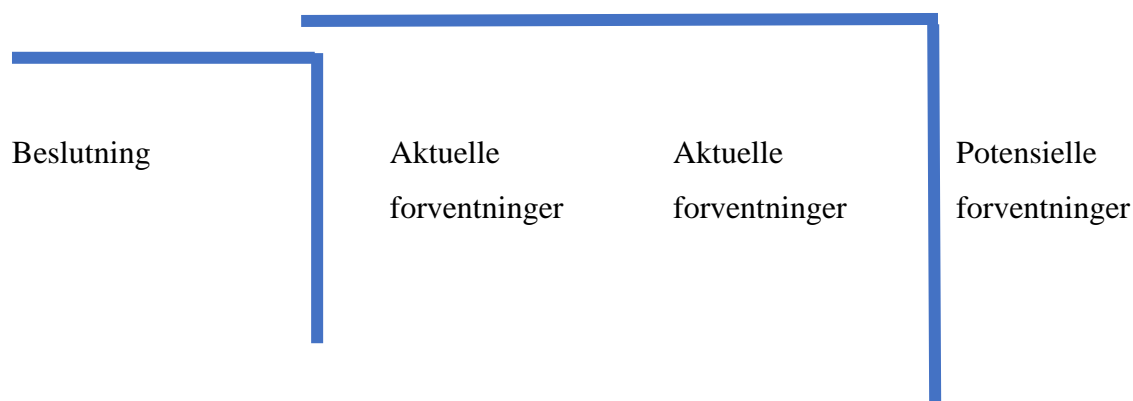 Beslutning
Aktuelle
forventninger
Aktuelle
forventninger
Potensielle
forventninger